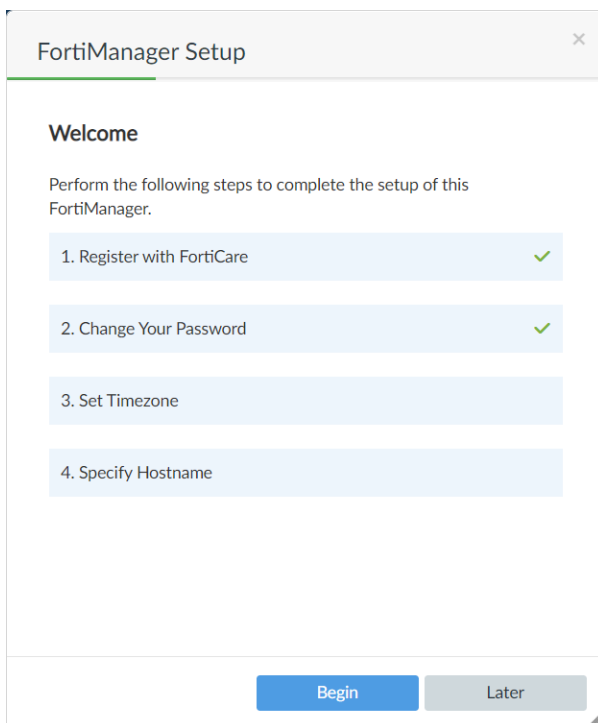 FortiManager Setup
Welcome
Perform the following steps to complete the setup of this
FortiManager.
1. Register with FortiCare
2. Change Your Password
3. Set Timezone
4. Specify Hostname
Begin
Later